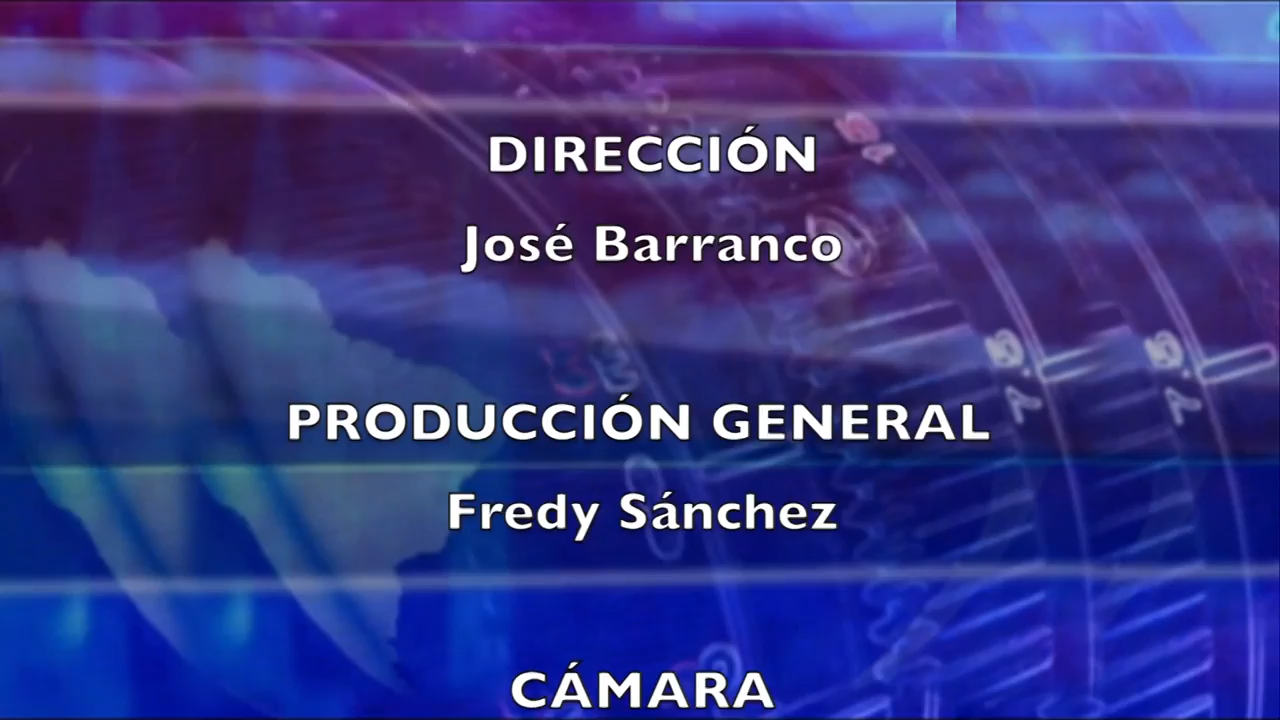 DIRECCIÓN
José Barranco
PRODUCCIÓN GENERAL
Fredy Sánchez
CÁMARA